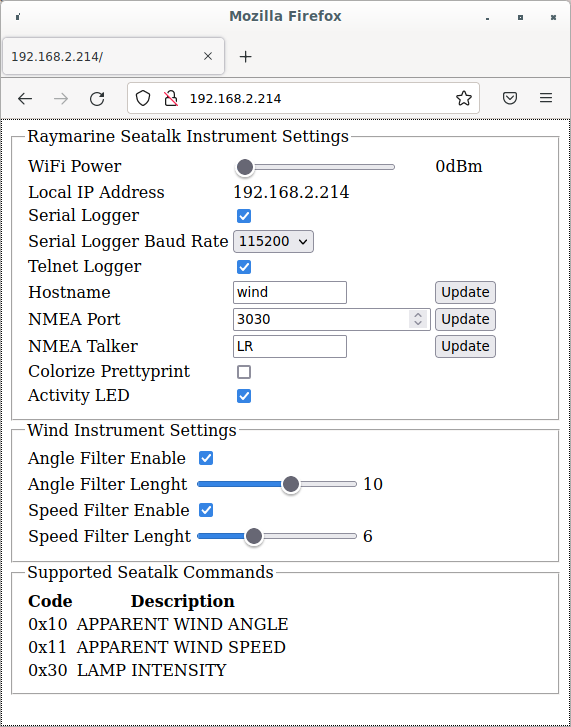 Mozilla Firefox
192.168.2.214/
192.168.2.214
Raymarine Seatalk Instrument Settings
WiFi Power 0dBm
Local IP Address 192.168.2.214
Serial Logger
Serial Logger Baud Rate 115200
Telnet Logger
Hostname wind Update
NMEA Port 3030 Update
NMEA Talker LR Update
Colorize Prettyprint
Activity LED
Wind Instrument Settings
Angle Filter Enable
Angle Filter Lenght 10
Speed Filter Enable
Speed Filter Lenght 6
Supported Seatalk Commands
Code Description
0x10 APPARENT WIND ANGLE
0x11 APPARENT WIND SPEED
0x30 LAMP INTENSITY